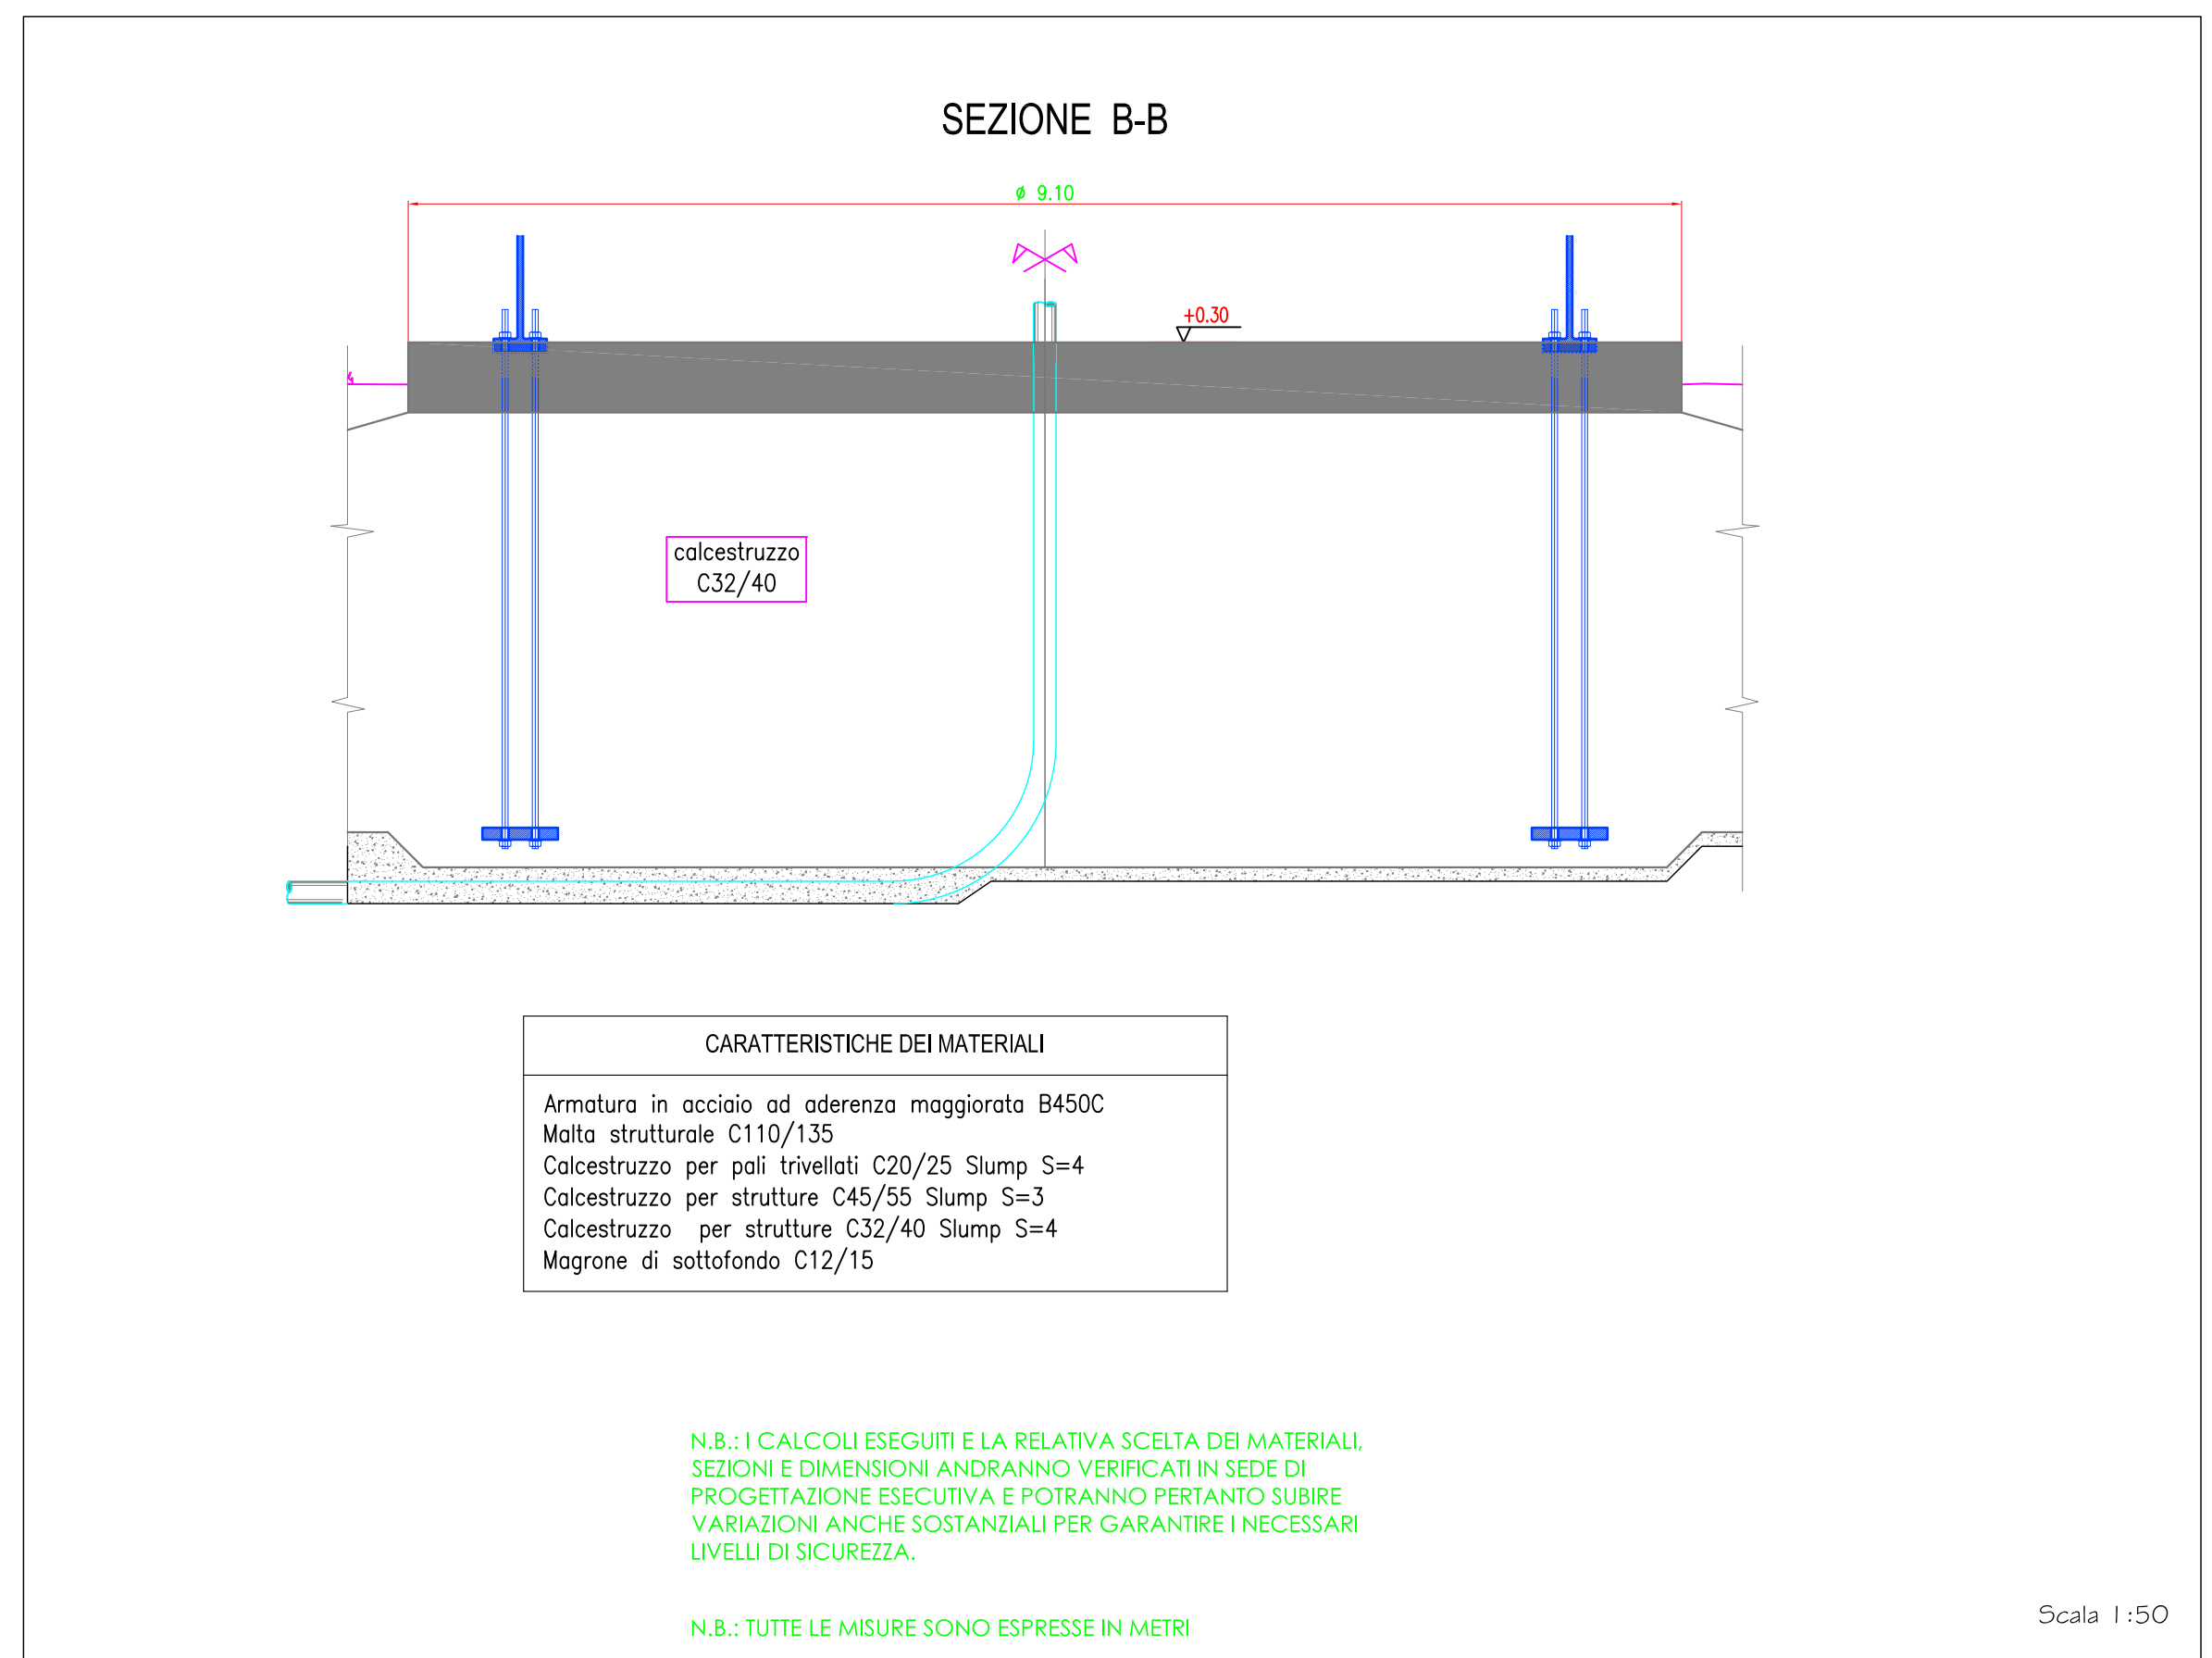 SEZIONE B-B
ø 9.10
+0.30
calcestruzzo
C32/40
CARATTERISTICHE DEI MATERIALI
Armatura in acciaio ad aderenza maggiorata B450C
Malta strutturale C110/135
Calcestruzzo per pali trivellati C20/25 Slump S=4
Calcestruzzo per strutture C45/55 Slump S=3
Calcestruzzo per strutture C32/40 Slump S=4
Magrone di sottofondo C12/15
N.B.: I CALCOLI ESEGUITI E LA RELATIVA SCELTA DEI MATERIALI,
SEZIONI E DIMENSIONI ANDRANNO VERIFICATI IN SEDE DI
PROGETTAZIONE ESECUTIVA E POTRANNO PERTANTO SUBIRE
VARIAZIONI ANCHE SOSTANZIALI PER GARANTIRE I NECESSARI
LIVELLI DI SICUREZZA.
N.B.: TUTTE LE MISURE SONO ESPRESSE IN METRI
Scala 1:50